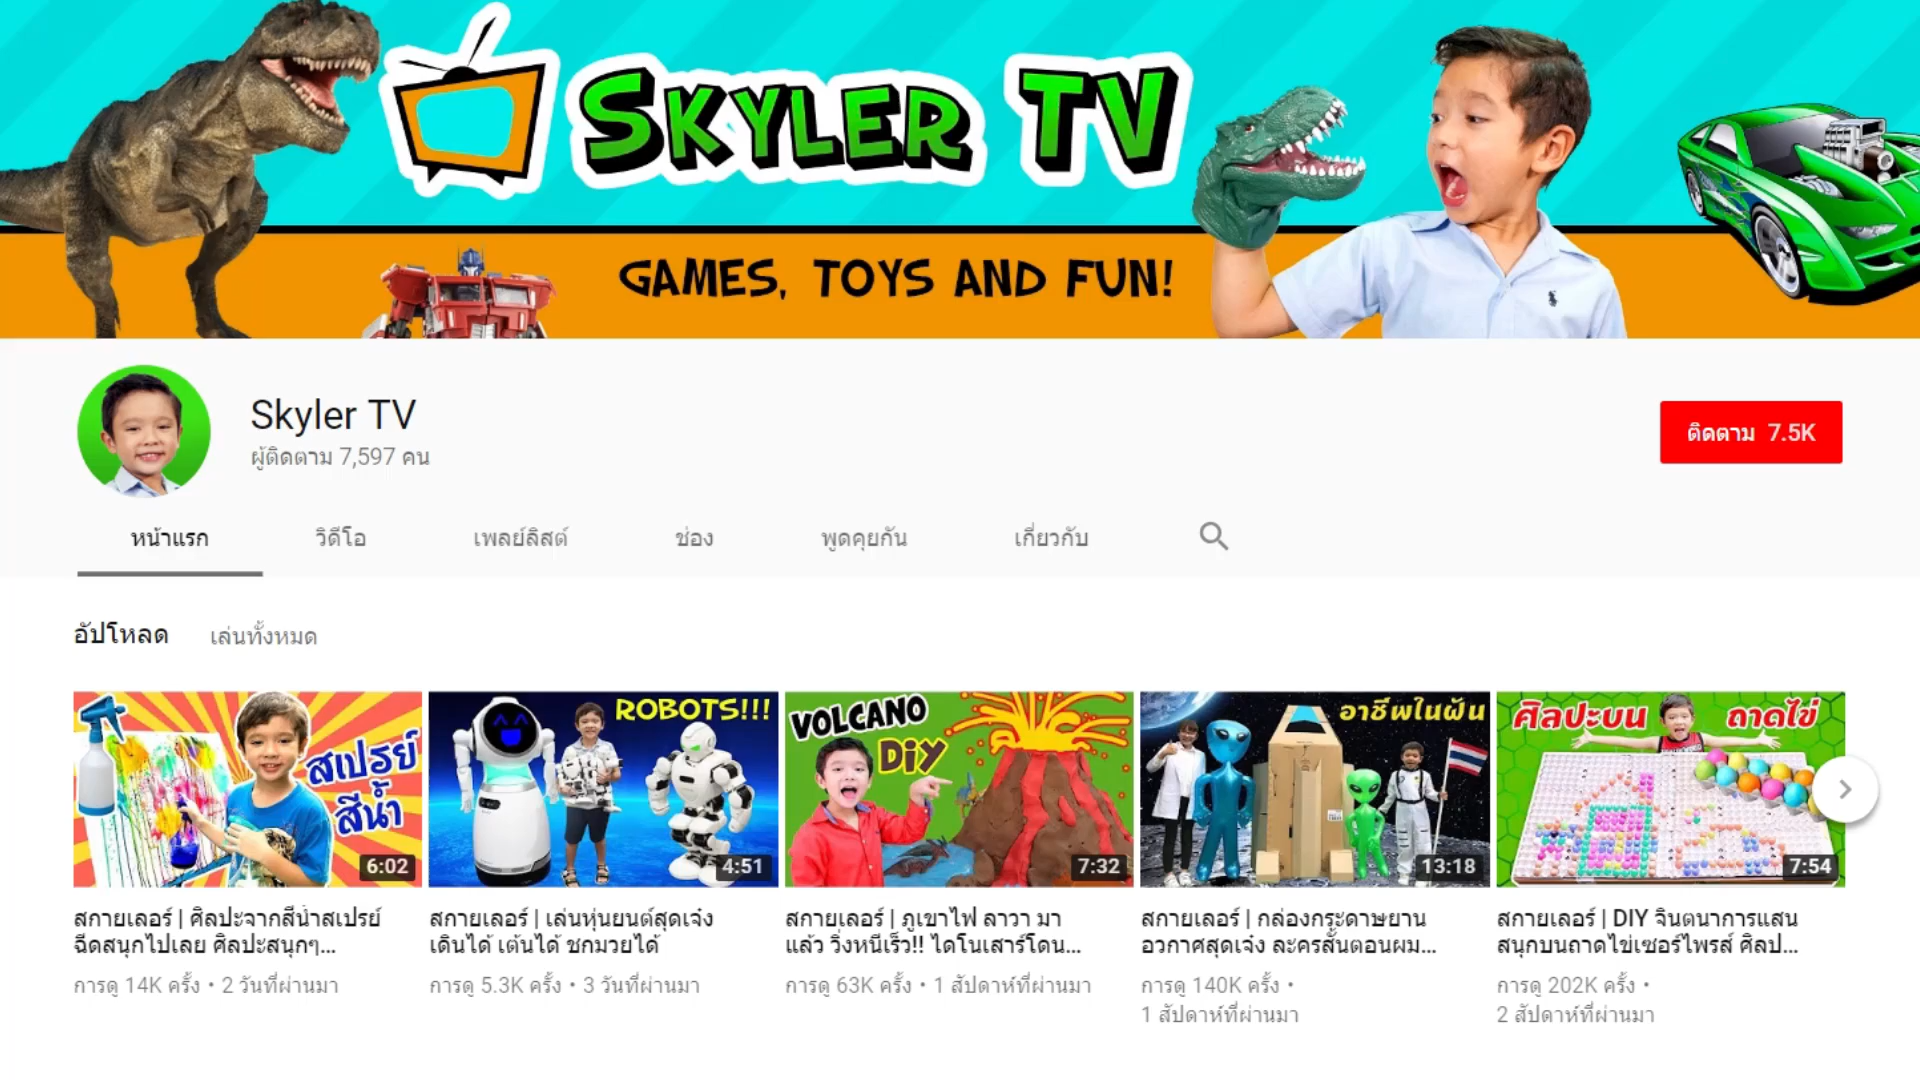 SKYLER TV
GAMES, TOYS AND FUN!
Skyler TV
ผู้ติดตาม 7,597 คน
ติดตาม 7.5K
หน้าแรก
วิดีโอ
เพลย์ลิสต์
ช่อง
พูดคุยกัน
เกี่ยวกับ
อัปโหลด
เล่นทั้งหมด
สเปรย์
สีน้ำ
6:02
ROBOTS!!!
4:51
VOLCANO
DiY
7:32
อาชีพในฝัน
13:18
ศิลปะบน ถาดไข่
7:54
สกายเลอร์ | ศิลปะจากสีน้ำสเปรย์
ฉีดสนุกไปเลย ศิลปะสนุกๆ...
การดู 14K ครั้ง • 2 วันที่ผ่านมา
สกายเลอร์ | เล่นหุ่นยนต์สุดเจ๋ง
เดินได้ เต้นได้ ชกมวยได้
การดู 5.3K ครั้ง • 3 วันที่ผ่านมา
สกายเลอร์ | ภูเขาไฟ ลาวา มา
แล้ว วิ่งหนีเร็ว!! ไดโนเสาร์โดน...
การดู 63K ครั้ง • 1 สัปดาห์ที่ผ่านมา
สกายเลอร์ | กล่องกระดาษยาน
อวกาศสุดเจ๋ง ละครสั้นตอนผม...
การดู 140K ครั้ง •
1 สัปดาห์ที่ผ่านมา
สกายเลอร์ | DIY จินตนาการแสน
สนุกบนถาดไข่เซอร์ไพรส์ ศิลป...
การดู 202K ครั้ง •
2 สัปดาห์ที่ผ่านมา